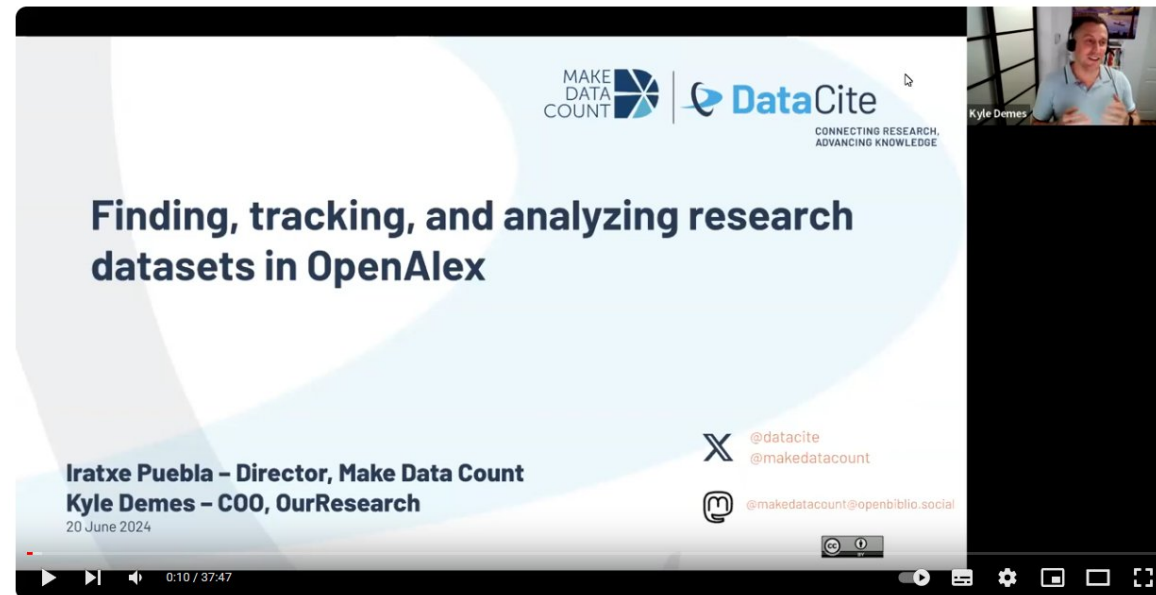 MAKE
DATA
COUNT
DataCite
CONNECTING RESEARCH,
ADVANCING KNOWLEDGE
Kyle Demes
Finding, tracking, and analyzing research
datasets in OpenAlex
Iratxe Puebla – Director, Make Data Count
Kyle Demes – COO, OurResearch
20 June 2024
@datacite
@makedatacount
@makedatacount@openbiblio.social
cc
BY
0:10 / 37:47